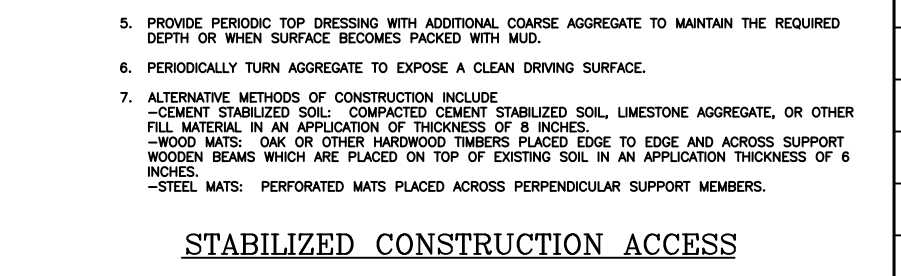 5. PROVIDE PERIODIC TOP DRESSING WITH ADDITIONAL COARSE AGGREGATE TO MAINTAIN THE REQUIRED
DEPTH OR WHEN SURFACE BECOMES PACKED WITH MUD.
6. PERIODICALLY TURN AGGREGATE TO EXPOSE A CLEAN DRIVING SURFACE.
7. ALTERNATIVE METHODS OF CONSTRUCTION INCLUDE
–CEMENT STABILIZED SOIL: COMPACTED CEMENT STABILIZED SOIL, LIMESTONE AGGREGATE, OR OTHER
FILL MATERIAL IN AN APPLICATION OF THICKNESS OF 8 INCHES.
–WOOD MATS: OAK OR OTHER HARDWOOD TIMBERS PLACED EDGE TO EDGE AND ACROSS SUPPORT
WOODEN BEAMS WHICH ARE PLACED ON TOP OF EXISTING SOIL IN AN APPLICATION THICKNESS OF 6
INCHES.
–STEEL MATS: PERFORATED MATS PLACED ACROSS PERPENDICULAR SUPPORT MEMBERS.
STABILIZED CONSTRUCTION ACCESS